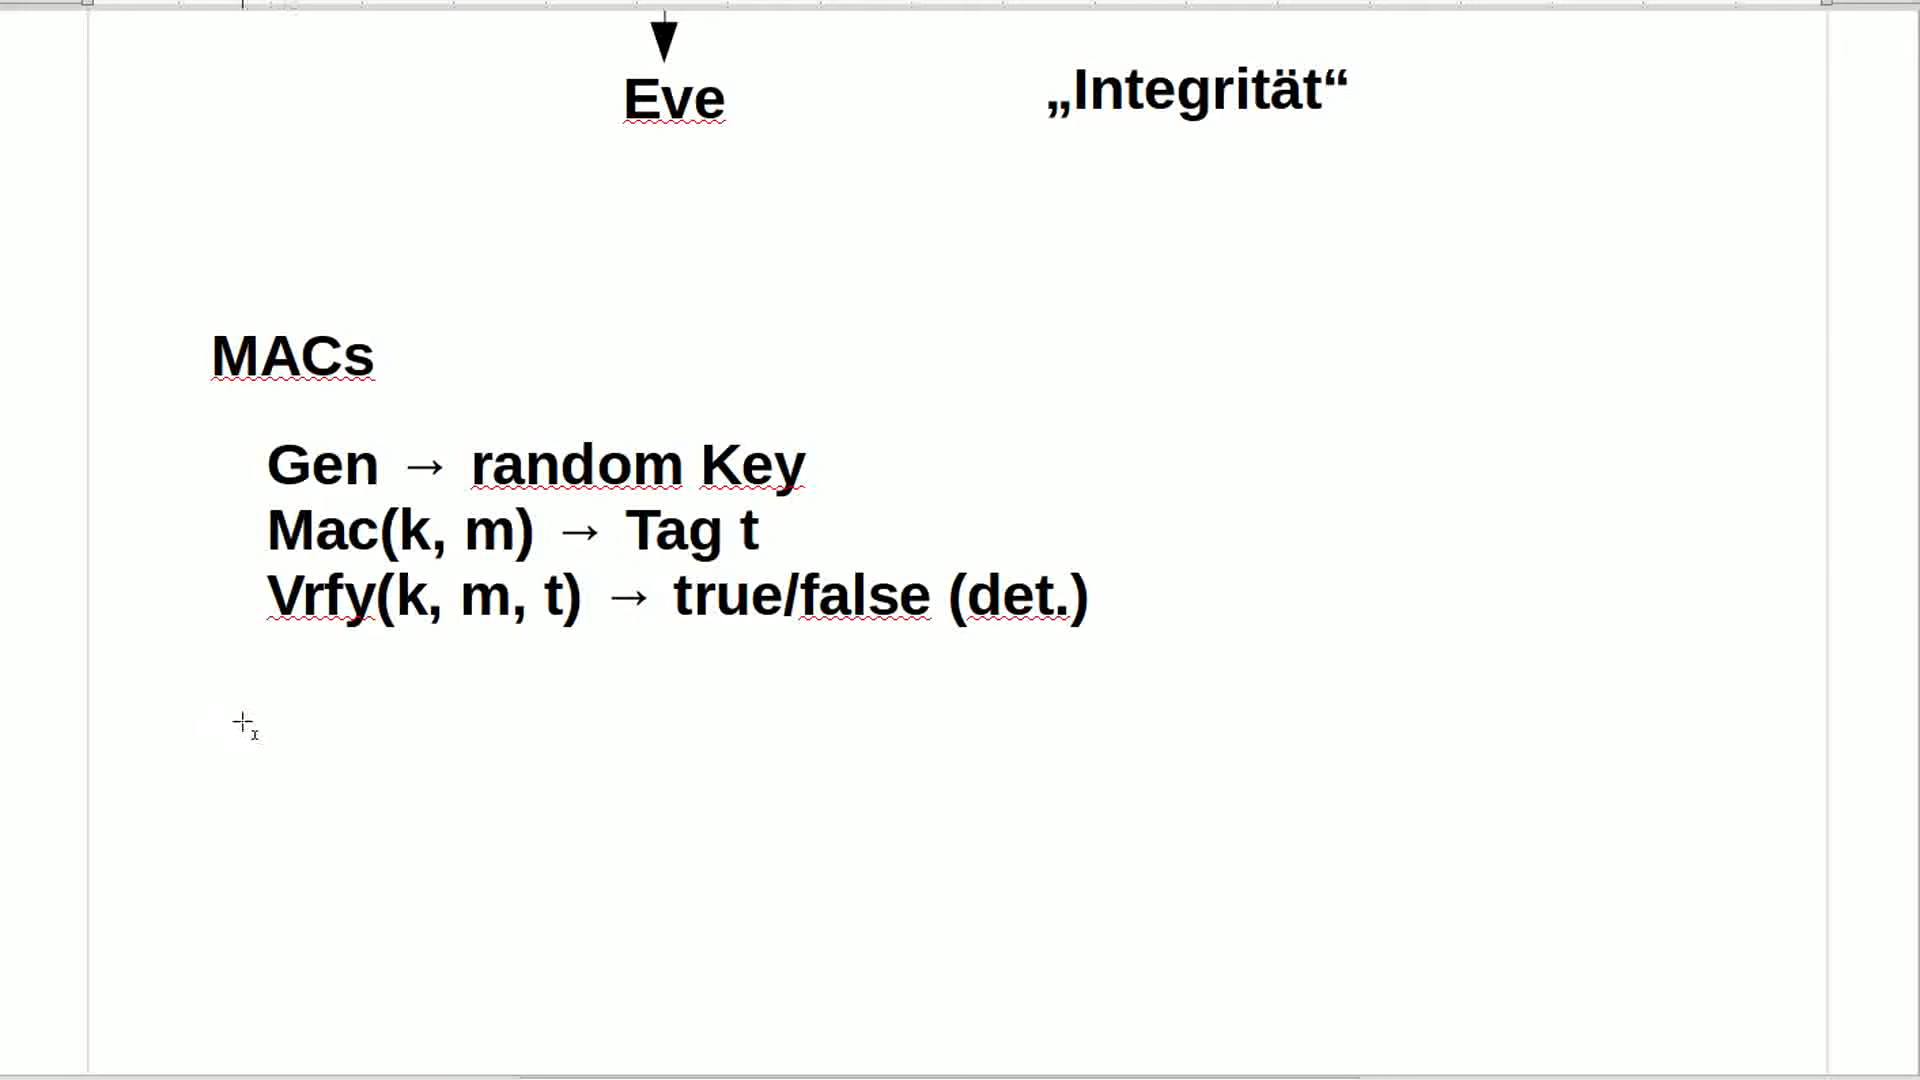 Eve
„Integrität“
MACs
Gen → random Key
Mac(k, m) → Tag t
Vrfy(k, m, t) → true/false (det.)